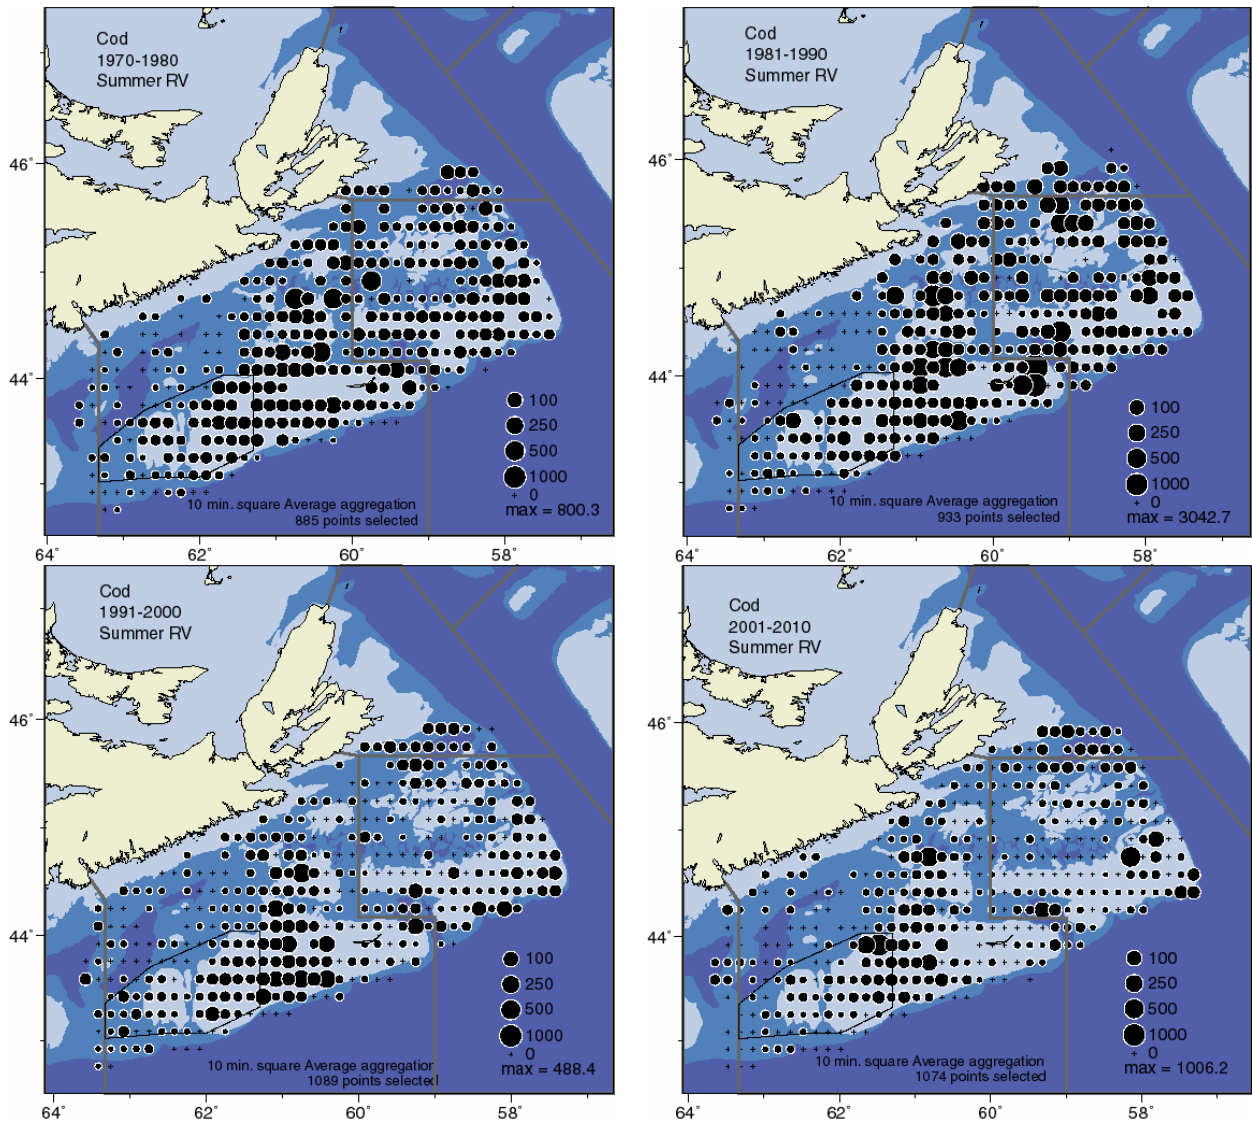 Cod
1970-1980
Summer RV
46°
44°
100
250
500
1000
0
max = 800.3
10 min. square Average aggregation
885 points selected
64°
62°
60°
58°
Cod
1981-1990
Summer RV
46°
44°
100
250
500
1000
0
max = 3042.7
10 min. square Average aggregation
933 points selected
64°
62°
60°
58°
Cod
1991-2000
Summer RV
46°
44°
100
250
500
1000
0
max = 488.4
10 min. square Average aggregation
1089 points selected
64°
62°
60°
58°
Cod
2001-2010
Summer RV
46°
44°
100
250
500
1000
0
max = 1006.2
10 min. square Average aggregation
1074 points selected
64°
62°
60°
58°